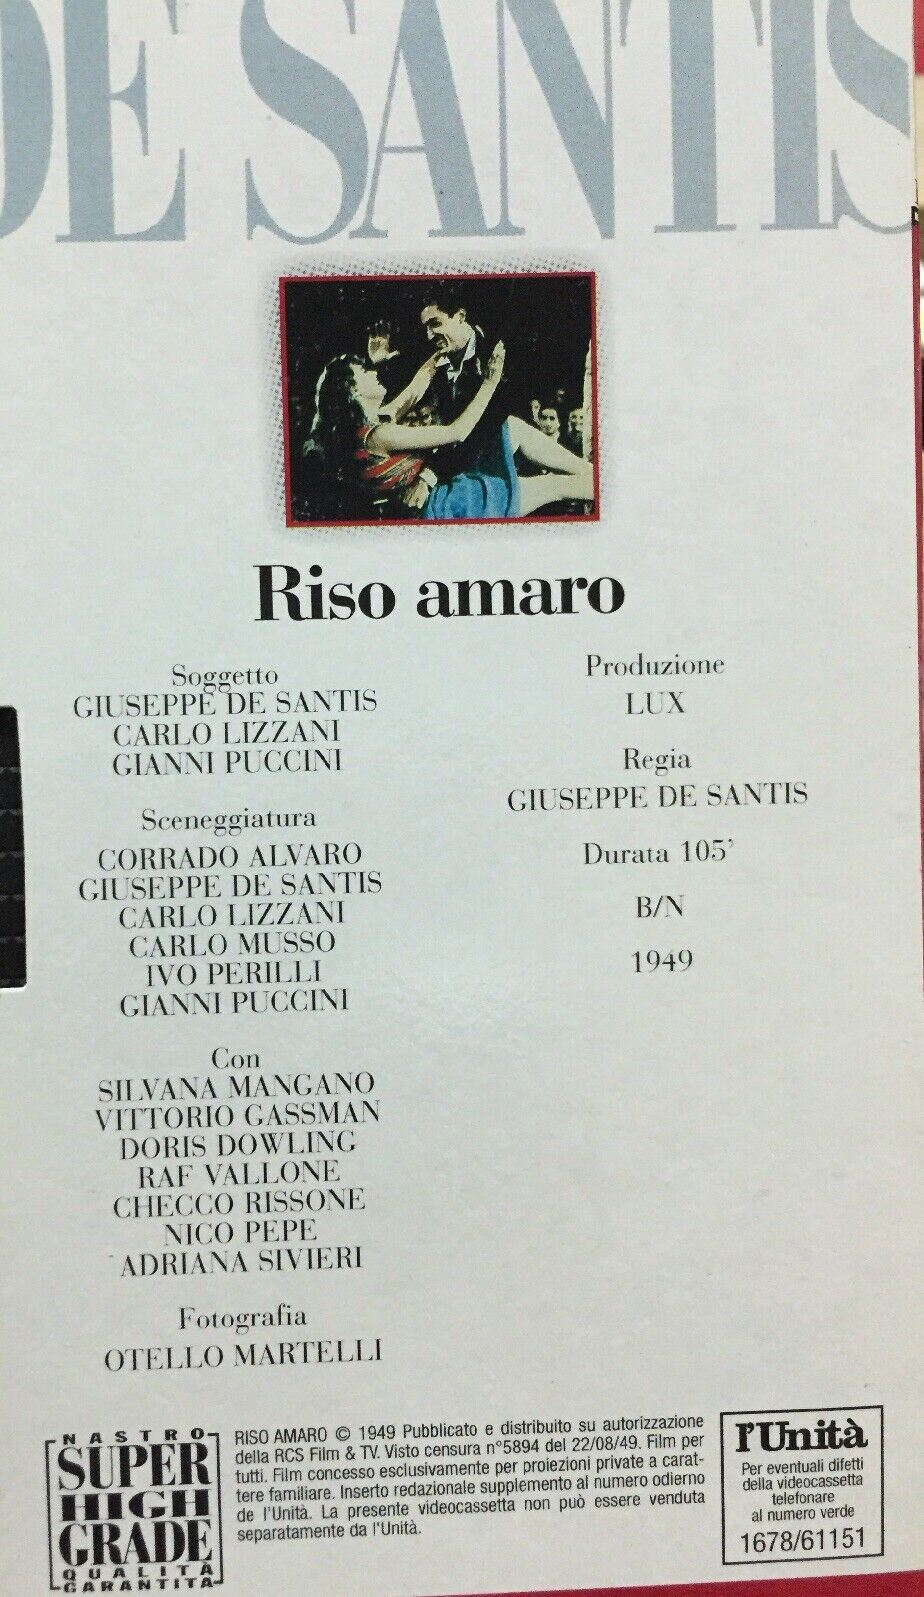 DE SANTIS
Riso amaro
Soggetto
GIUSEPPE DE SANTIS
CARLO LIZZANI
GIANNI PUCCINI
Sceneggiatura
CORRADO ALVARO
GIUSEPPE DE SANTIS
CARLO LIZZANI
CARLO MUSSO
IVO PERILLI
GIANNI PUCCINI
Con
SILVANA MANGANO
VITTORIO GASSMAN
DORIS DOWLING
RAF VALLONE
CHECCO RISSONE
NICO PEPE
ADRIANA SIVIERI
Fotografia
OTELLO MARTELLI
Produzione
LUX
Regia
GIUSEPPE DE SANTIS
Durata 105'
B/N
1949
NASTRO
SUPER
HIGH
GRADE
QUALITÀ
GARANTITA
RISO AMARO © 1949 Pubblicato e distribuito su autorizzazione
della RCS Film & TV. Visto censura n°5894 del 22/08/49. Film per
tutti. Film concesso esclusivamente per proiezioni private a carat-
tere familiare. Inserto redazionale supplemento al numero odierno
de l'Unità. La presente videocassetta non può essere venduta
separatamente da l'Unità.
l'Unità
Per eventuali difetti
della videocassetta
telefonare
al numero verde
1678/61151